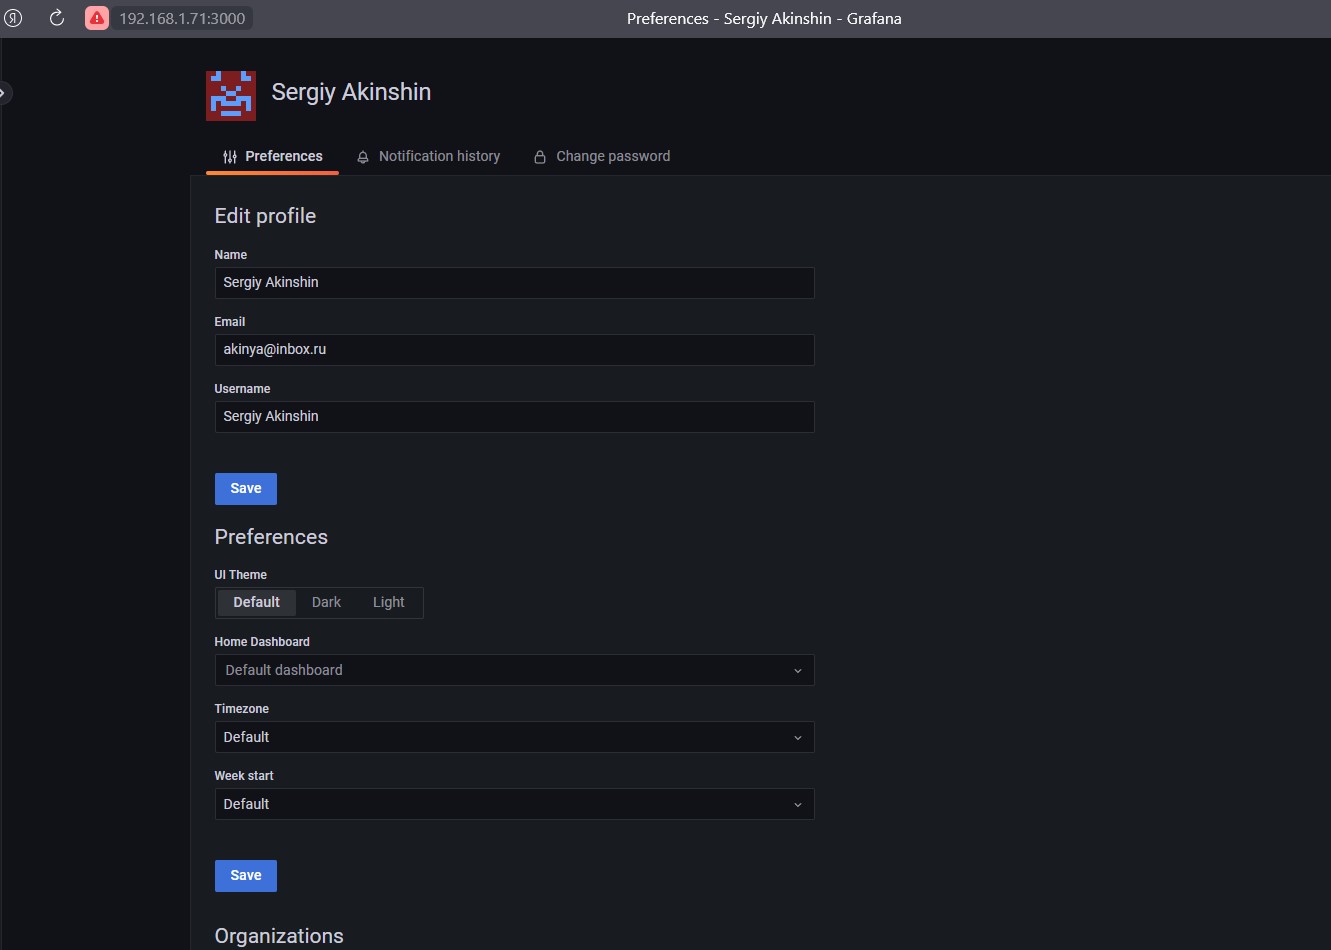 192.168.1.71:3000
Preferences - Sergiy Akinshin - Grafana
Sergiy Akinshin
Preferences
Notification history
Change password
Edit profile
Name
Sergiy Akinshin
Email
akinya@inbox.ru
Username
Sergiy Akinshin
Save
Preferences
UI Theme
Default Dark Light
Home Dashboard
Default dashboard
Timezone
Default
Week start
Default
Save
Organizations